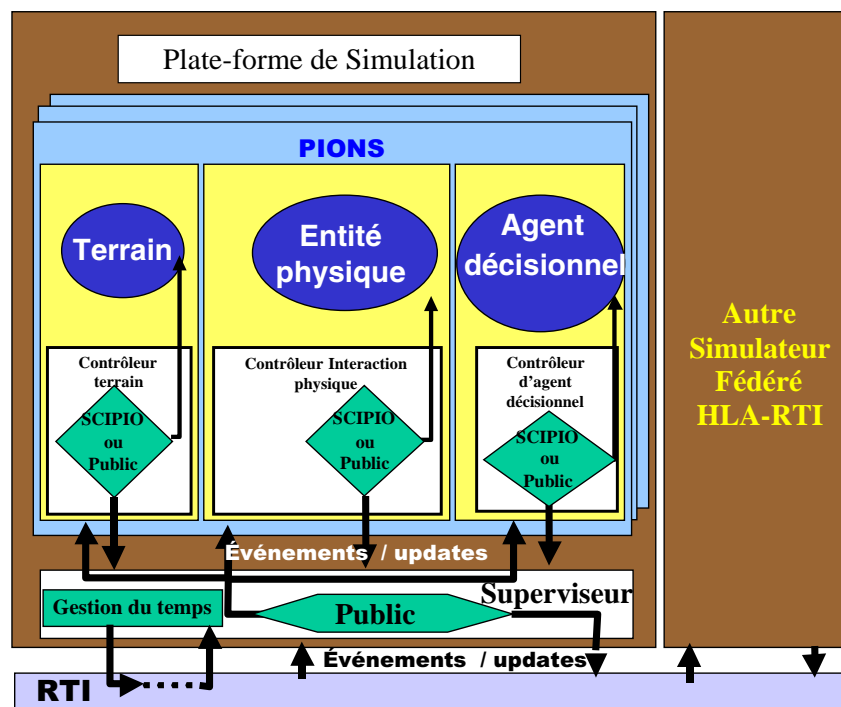 Plate-forme de Simulation
PIONS
Terrain
Entité
physique
Agent
décisionnel
Contrôleur
terrain
SCIPIO
ou
Public
Contrôleur Interaction
physique
SCIPIO
ou
Public
Contrôleur
d'agent
décisionnel
SCIPIO
ou
Public
Autre
Simulateur
Fédéré
HLA-RTI
Événements / updates
Gestion du temps
Public
Superviseur
Événements / updates
RTI